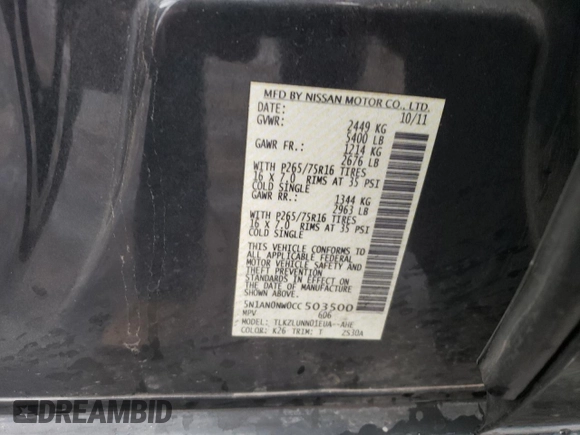 MFD BY NISSAN MOTOR CO., LTD.
DATE: 10/11
GVWR: 2449 KG
5400 LB
GAWR FR.: 1214 KG
2676 LB
WITH P265/75R16 TIRES
16 X 7.0 RIMS AT 35 PSI
COLD SINGLE
GAWR RR.: 1344 KG
2963 LB
WITH P265/75R16 TIRES
16 X 7.0 RIMS AT 35 PSI
COLD SINGLE
THIS VEHICLE CONFORMS TO
ALL APPLICABLE FEDERAL
MOTOR VEHICLE SAFETY AND
THEFT PREVENTION
STANDARDS IN EFFECT ON
THE DATE OF MANUFACTURE
SHOWN ABOVE.
5N1AN0NW0CC503500
MPV 606
MODEL: TLKZLUNN01EUA--AHE
COLOR: K26 TRIM: T 2S30A
DREAMBID